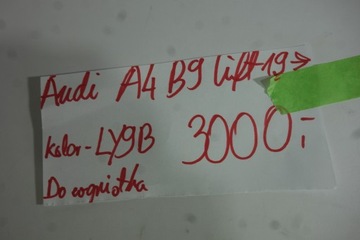 Audi A4 B9 lift 19→
kolor-LY9B 3000,-
Do wgniotka